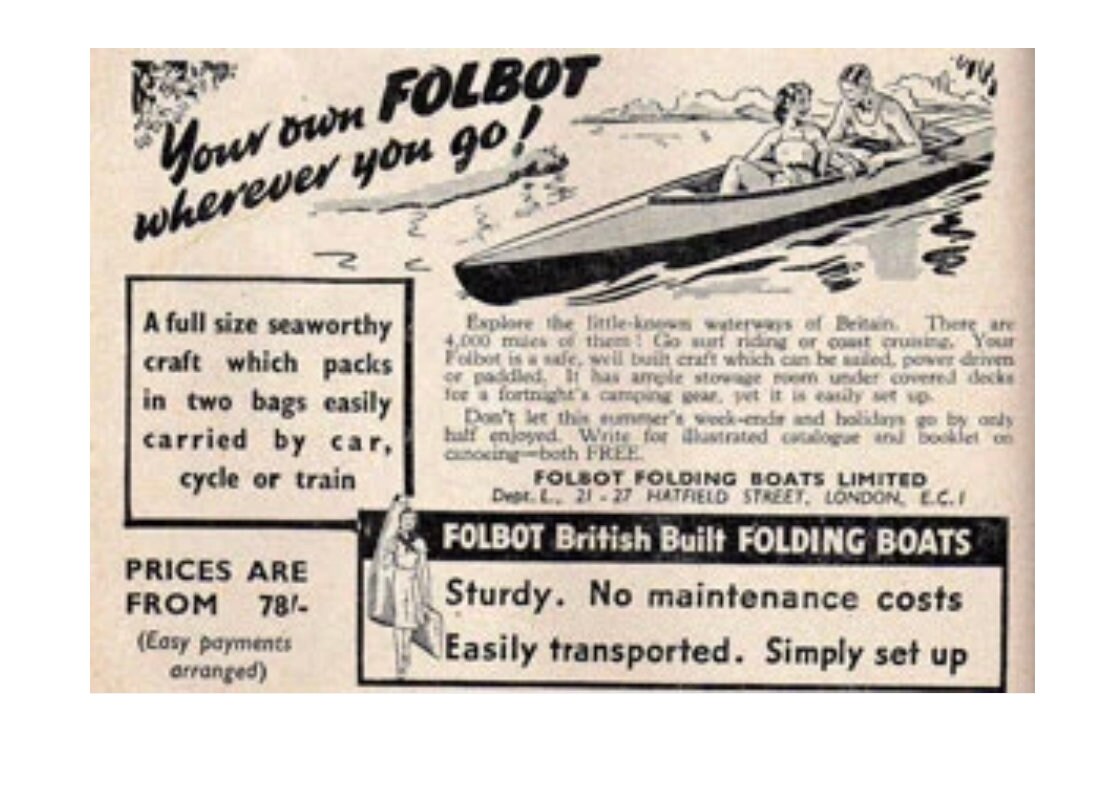 Your own FOLBOT
wherever you go!
A full size seaworthy
craft which packs
in two bags easily
carried by car,
cycle or train
Explore the little-known waterways of Britain. There are
4,000 miles of them! Go surf riding or coast cruising. Your
Folbot is a safe, well built craft which can be sailed, power driven
or paddled. It has ample stowage room under covered decks
for a fortnight's camping gear, yet it is easily set up.
Don't let this summer's week-ends and holidays go by only
half enjoyed. Write for illustrated catalogue and booklet on
canoeing—both FREE.
FOLBOT FOLDING BOATS LIMITED
Dept. L., 21 - 27 HATFIELD STREET, LONDON, E.C.1
PRICES ARE
FROM 78/-
(Easy payments
arranged)
FOLBOT British Built FOLDING BOATS
Sturdy. No maintenance costs
Easily transported. Simply set up